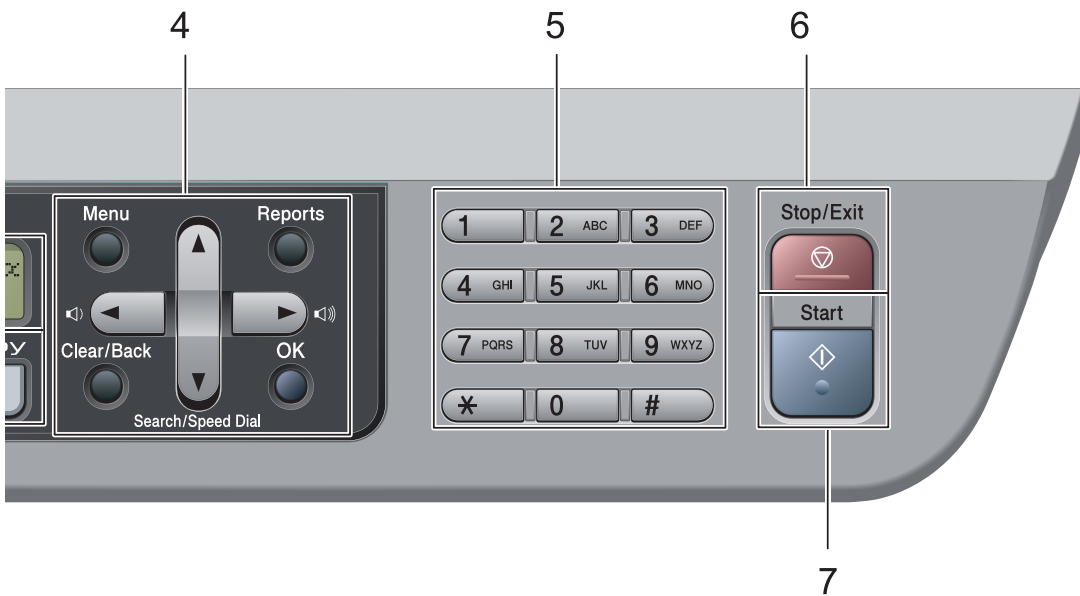 4 5 6
Menu Reports
Clear/Back OK
Search/Speed Dial
1 2 ABC 3 DEF
4 GHI 5 JKL 6 MNO
7 PQRS 8 TUV 9 WXYZ
* 0 #
Stop/Exit
Start
7